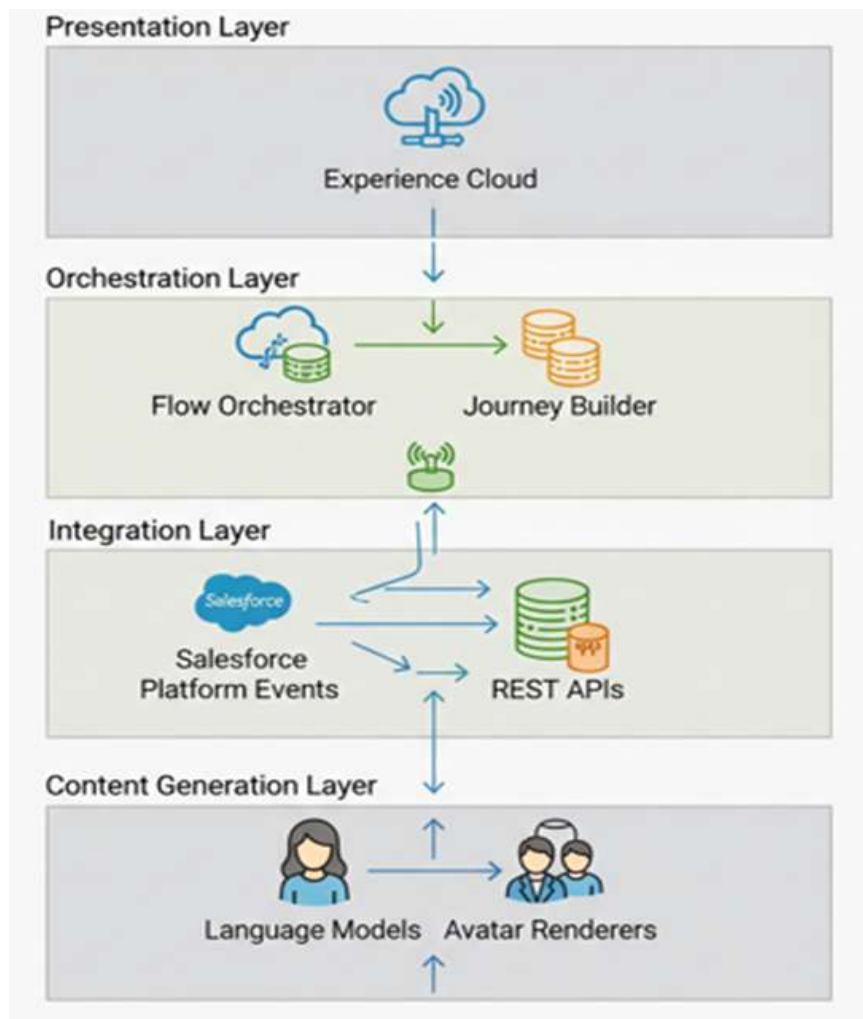 Presentation Layer
Experience Cloud
Orchestration Layer
Flow Orchestrator
Journey Builder
Integration Layer
Salesforce
Salesforce
Platform Events
REST APIs
Content Generation Layer
Language Models
Avatar Renderers